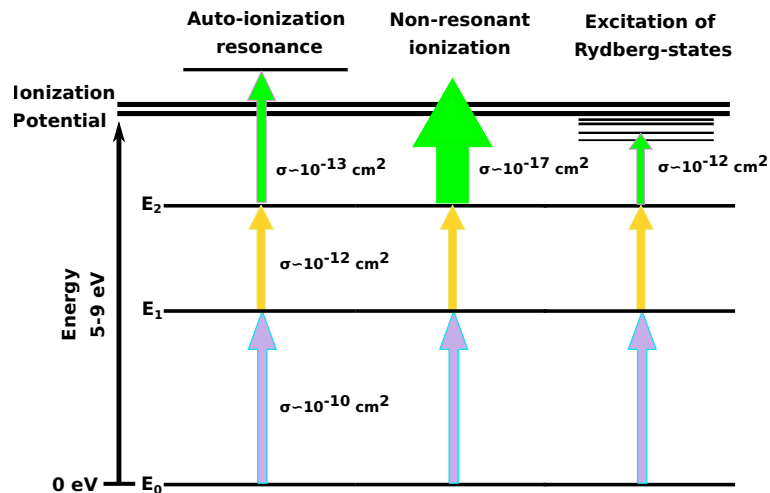 Auto-ionization
resonance
Non-resonant
ionization
Excitation of
Rydberg-states
Ionization
Potential
σ~10⁻¹³ cm²
σ~10⁻¹⁷ cm²
σ~10⁻¹² cm²
E₂
σ~10⁻¹² cm²
Energy
5-9 eV
E₁
σ~10⁻¹⁰ cm²
0 eV
E₀